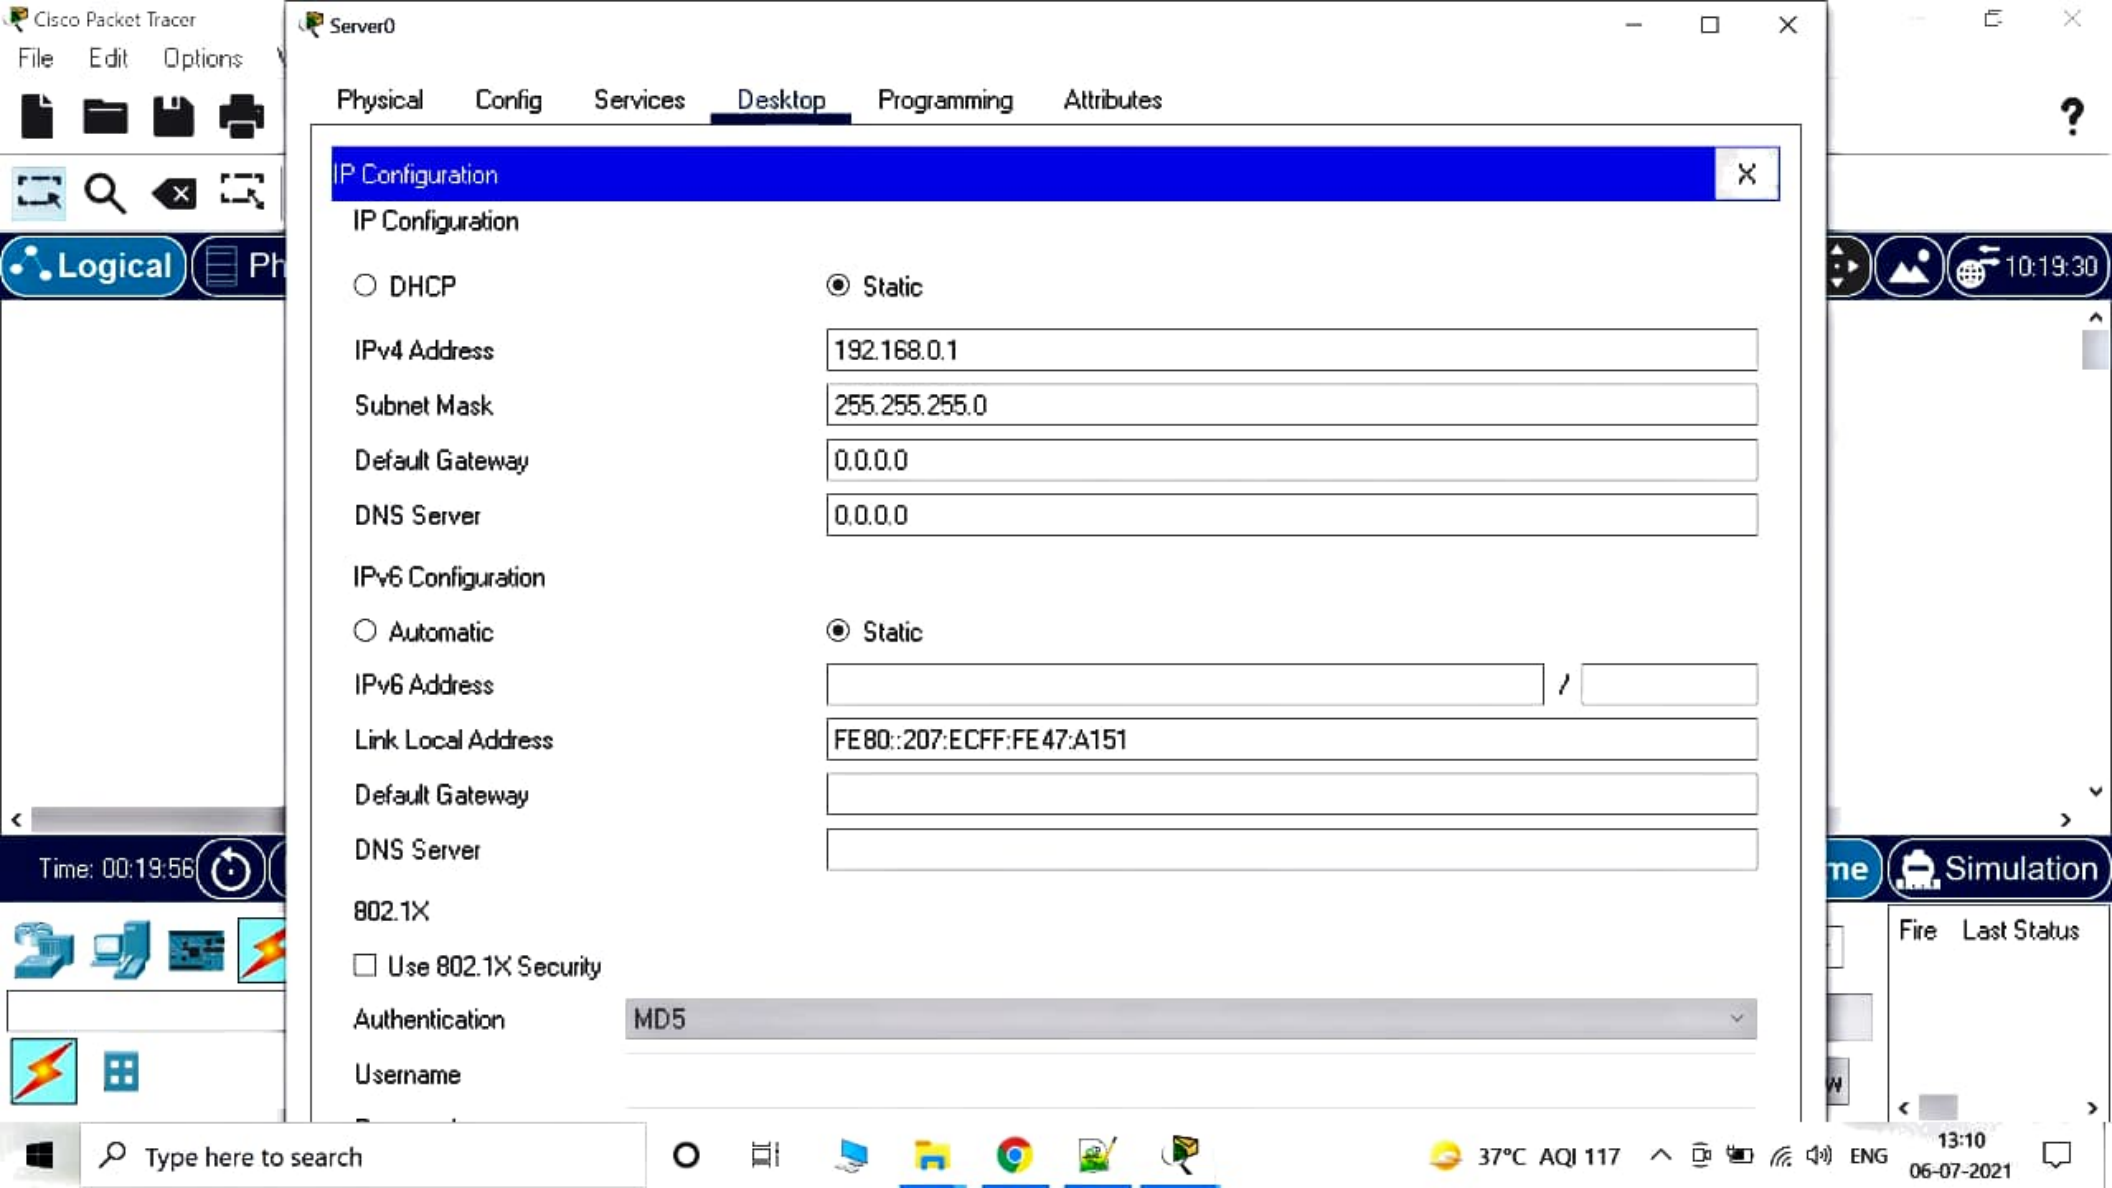 Cisco Packet Tracer
Server0
File Edit Options
Physical Config Services Desktop Programming Attributes
?
IP Configuration X
IP Configuration
Logical
10:19:30
DHCP Static
IPv4 Address 192.168.0.1
Subnet Mask 255.255.255.0
Default Gateway 0.0.0.0
DNS Server 0.0.0.0
IPv6 Configuration
Automatic Static
IPv6 Address /
Link Local Address FE80::207:ECFF:FE47:A151
Default Gateway
DNS Server
Time: 00:19:56
me Simulation
802.1X
Fire Last Status
Use 802.1X Security
Authentication MD5
Username
Type here to search
37°C AQI 117 ENG
13:10
06-07-2021